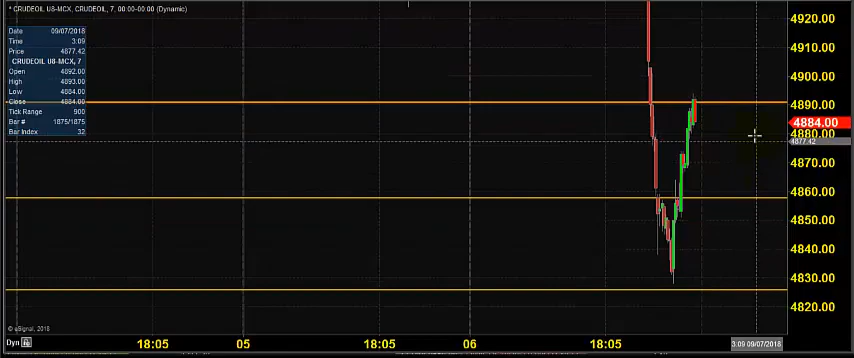 * CRUDEOIL U8-MCX, CRUDEOIL, 7, 00:00-00:00 (Dynamic)
Date 09/07/2018
Time 3:09
Price 4877.42
CRUDEOIL U8-MCX, 7
Open 4892.00
High 4893.00
Low 4884.00
Close 4884.00
Tick Range 900
Bar # 1875/1875
Bar Index 32
4920.00
4910.00
4900.00
4890.00
4884.00
4880.00
4877.42
4870.00
4860.00
4850.00
4840.00
4830.00
4820.00
© eSignal, 2018
Dyn 18:05 05 18:05 06 18:05 3:09 09/07/2018